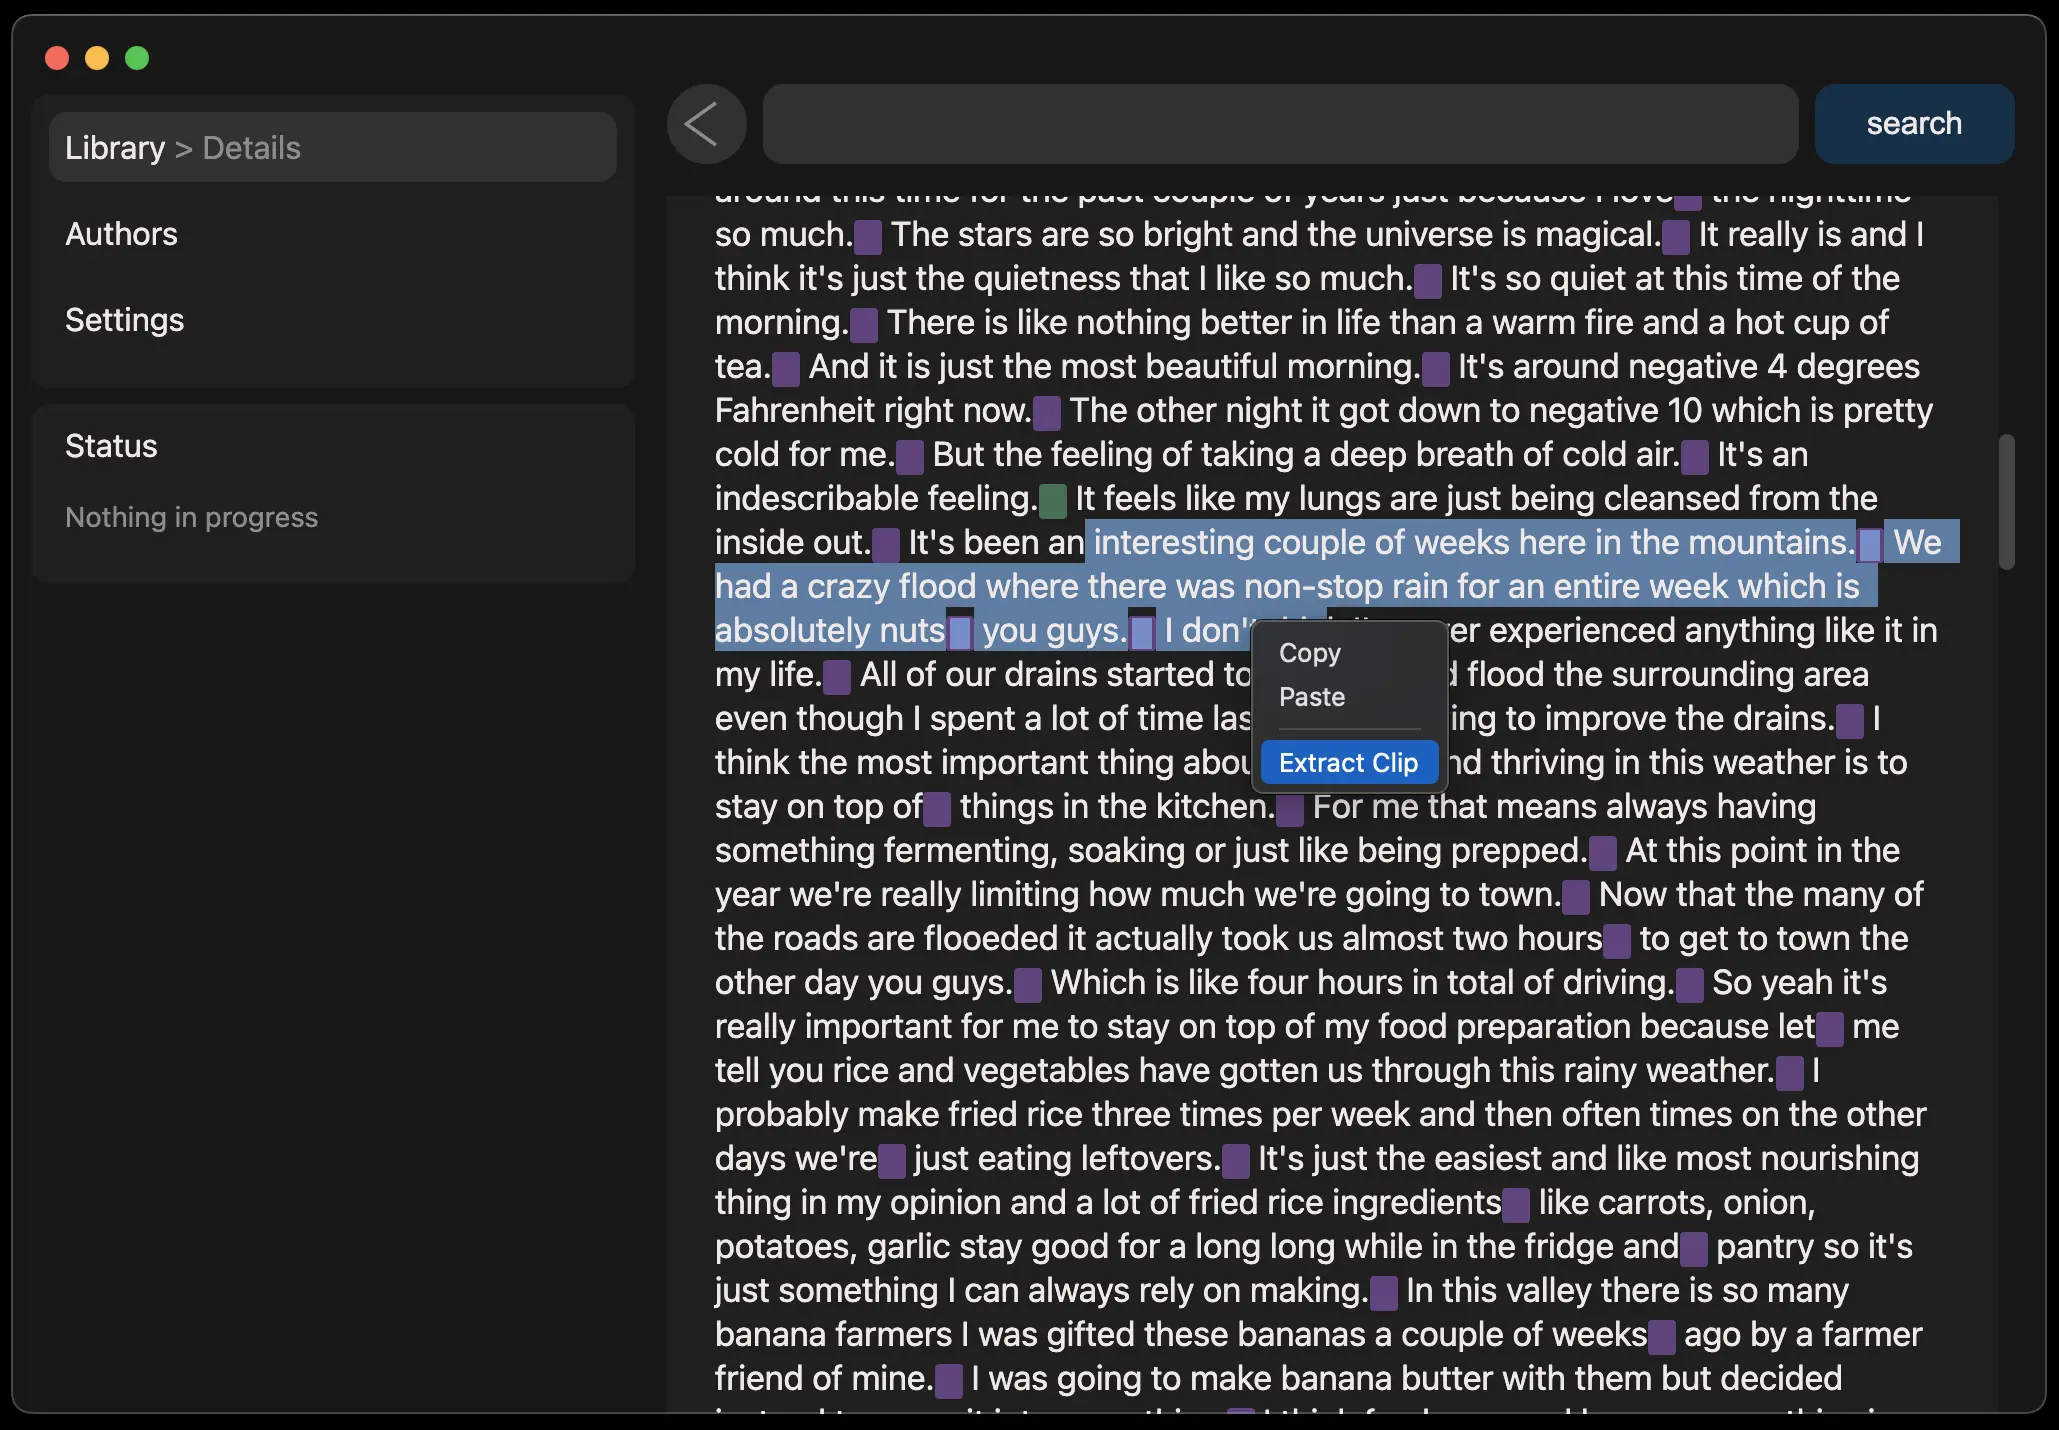 Library > Details
Authors
Settings
Status
Nothing in progress
search
around this time for the past couple of years just because I love the nighttime
so much. The stars are so bright and the universe is magical. It really is and I
think it's just the quietness that I like so much. It's so quiet at this time of the
morning. There is like nothing better in life than a warm fire and a hot cup of
tea. And it is just the most beautiful morning. It's around negative 4 degrees
Fahrenheit right now. The other night it got down to negative 10 which is pretty
cold for me. But the feeling of taking a deep breath of cold air. It's an
indescribable feeling. It feels like my lungs are just being cleansed from the
inside out. It's been an interesting couple of weeks here in the mountains. We
had a crazy flood where there was non-stop rain for an entire week which is
absolutely nuts you guys. I don't er experienced anything like it in
my life. All of our drains started to flood the surrounding area
even though I spent a lot of time las ing to improve the drains. I
think the most important thing abou nd thriving in this weather is to
stay on top of things in the kitchen. For me that means always having
something fermenting, soaking or just like being prepped. At this point in the
year we're really limiting how much we're going to town. Now that the many of
the roads are flooeded it actually took us almost two hours to get to town the
other day you guys. Which is like four hours in total of driving. So yeah it's
really important for me to stay on top of my food preparation because let me
tell you rice and vegetables have gotten us through this rainy weather. I
probably make fried rice three times per week and then often times on the other
days we're just eating leftovers. It's just the easiest and like most nourishing
thing in my opinion and a lot of fried rice ingredients like carrots, onion,
potatoes, garlic stay good for a long long while in the fridge and pantry so it's
just something I can always rely on making. In this valley there is so many
banana farmers I was gifted these bananas a couple of weeks ago by a farmer
friend of mine. I was going to make banana butter with them but decided
Copy
Paste
Extract Clip